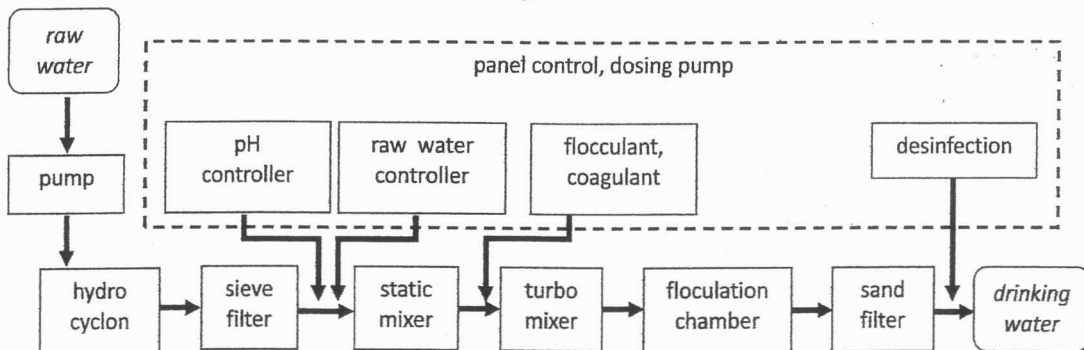 raw
water
panel control, dosing pump
pH
controller
raw water
controller
flocculant,
coagulant
desinfection
pump
hydro
cyclon
sieve
filter
static
mixer
turbo
mixer
floculation
chamber
sand
filter
drinking
water